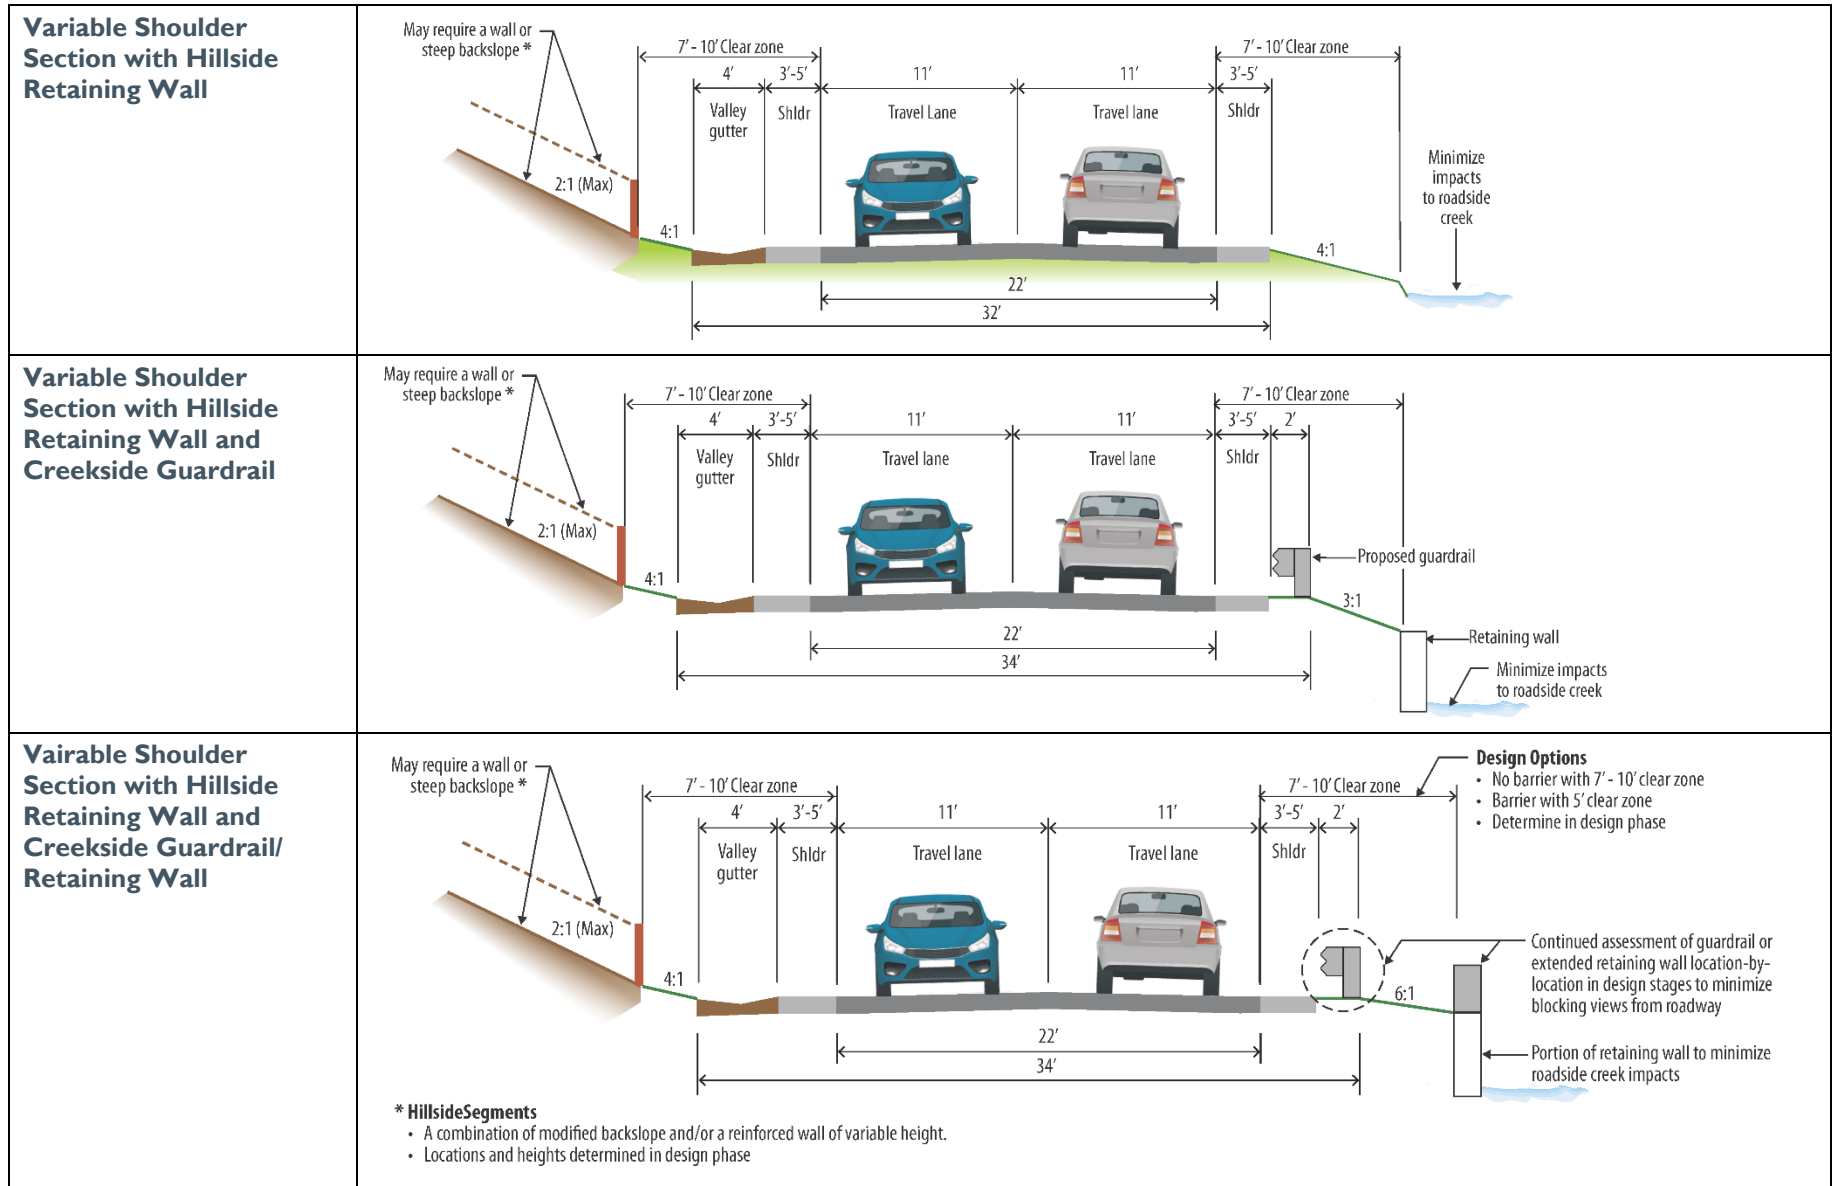 Variable Shoulder
Section with Hillside
Retaining Wall
May require a wall or
steep backslope *
7’ - 10’ Clear zone
7’ - 10’ Clear zone
4’
3’-5’
11’
11’
3’-5’
Valley
gutter
Shldr
Travel Lane
Travel lane
Shldr
2:1 (Max)
4:1
4:1
Minimize
impacts
to roadside
creek
22’
32’
Variable Shoulder
Section with Hillside
Retaining Wall and
Creekside Guardrail
May require a wall or
steep backslope *
7’ - 10’ Clear zone
7’ - 10’ Clear zone
4’
3’-5’
11’
11’
3’-5’
2’
Valley
gutter
Shldr
Travel lane
Travel lane
Shldr
2:1 (Max)
4:1
Proposed guardrail
3:1
Retaining wall
Minimize impacts
to roadside creek
22’
34’
Vairable Shoulder
Section with Hillside
Retaining Wall and
Creekside Guardrail/
Retaining Wall
May require a wall or
steep backslope *
7’ - 10’ Clear zone
7’ - 10’ Clear zone
Design Options
• No barrier with 7’ - 10’ clear zone
• Barrier with 5’ clear zone
• Determine in design phase
4’
3’-5’
11’
11’
3’-5’
2’
Valley
gutter
Shldr
Travel lane
Travel lane
Shldr
2:1 (Max)
4:1
6:1
Continued assessment of guardrail or
extended retaining wall location-by-
location in design stages to minimize
blocking views from roadway
Portion of retaining wall to minimize
roadside creek impacts
22’
34’
* HillsideSegments
• A combination of modified backslope and/or a reinforced wall of variable height.
• Locations and heights determined in design phase